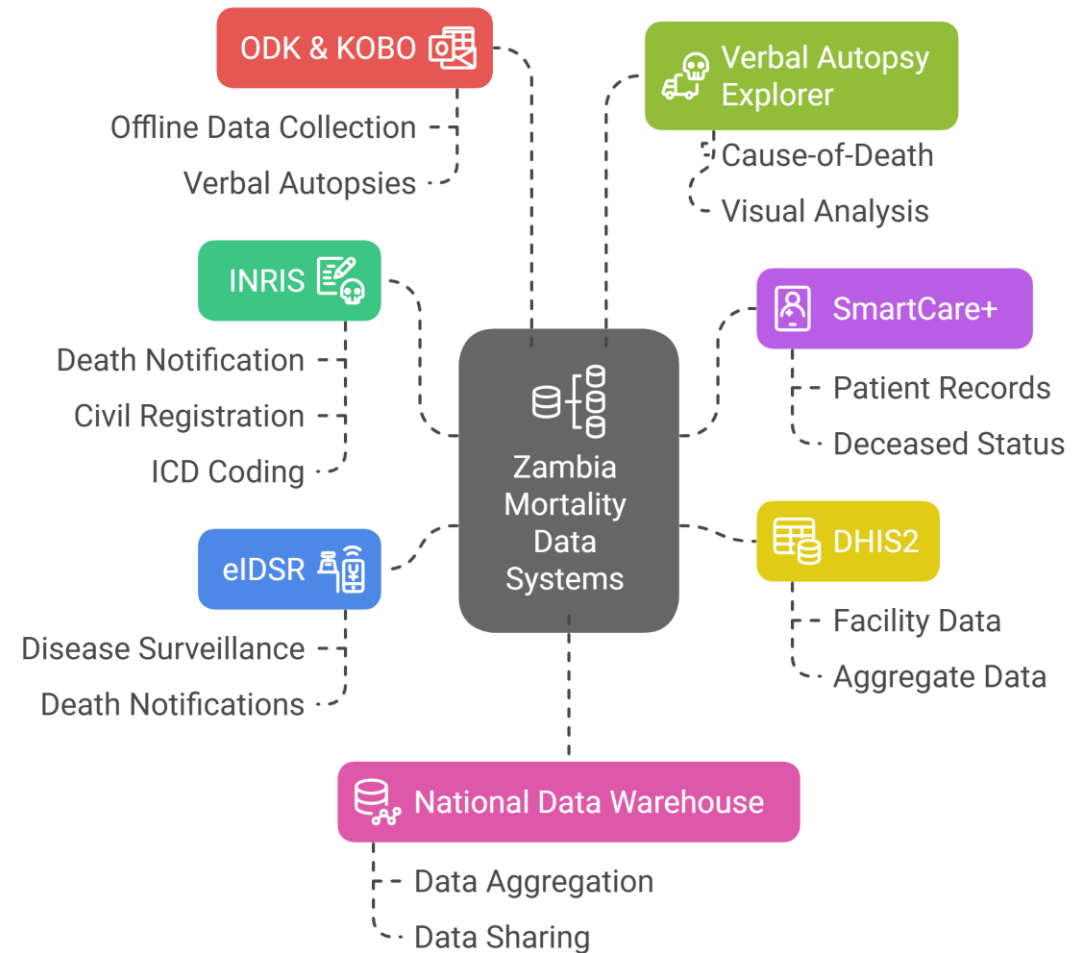 ODK & KOBO
Offline Data Collection
Verbal Autopsies
Verbal Autopsy
Explorer
Cause-of-Death
Visual Analysis
INRIS
Death Notification
Civil Registration
ICD Coding
SmartCare+
Patient Records
Deceased Status
Zambia
Mortality
Data
Systems
eIDSR
Disease Surveillance
Death Notifications
DHIS2
Facility Data
Aggregate Data
National Data Warehouse
Data Aggregation
Data Sharing